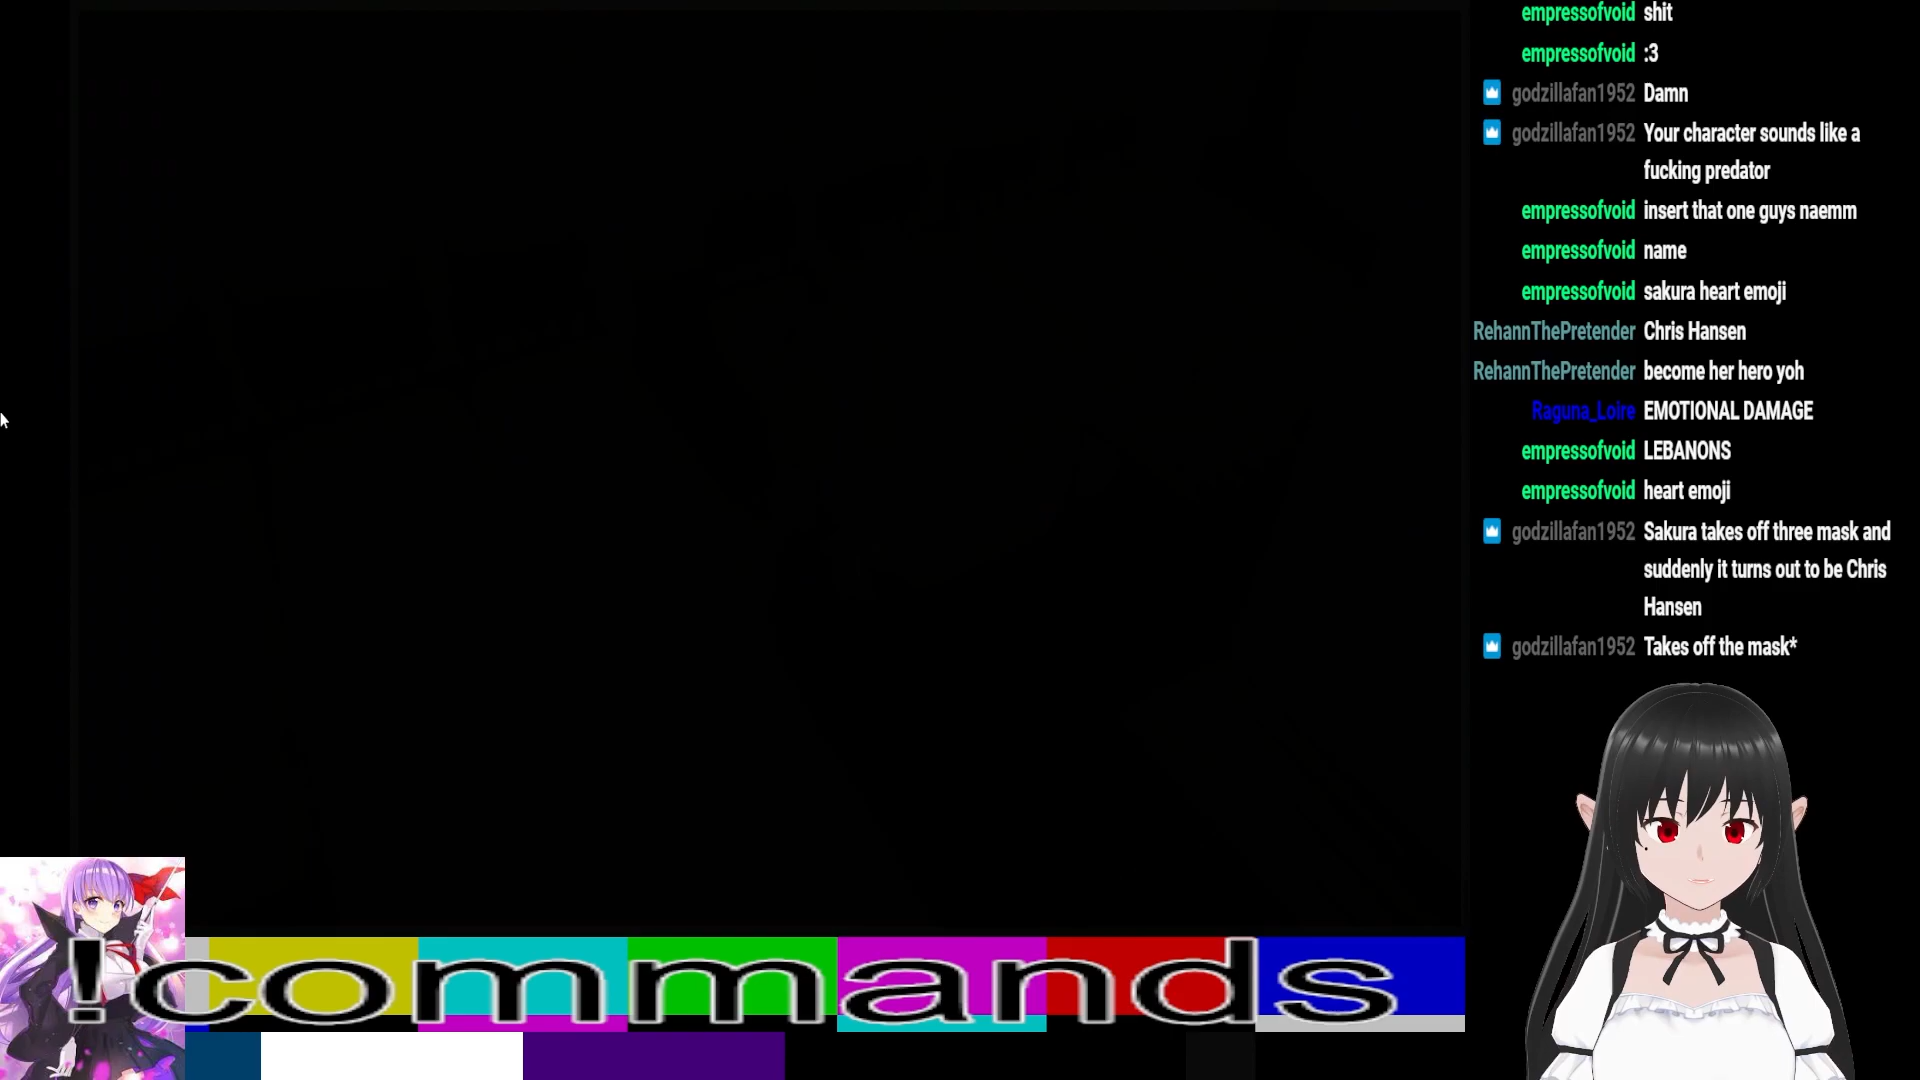 empressofvoid shit
empressofvoid :3
godzillafan1952 Damn
godzillafan1952 Your character sounds like a
fucking predator
empressofvoid insert that one guys naemm
empressofvoid name
empressofvoid sakura heart emoji
RehannThePretender Chris Hansen
RehannThePretender become her hero yoh
Raguna_Loire EMOTIONAL DAMAGE
empressofvoid LEBANONS
empressofvoid heart emoji
godzillafan1952 Sakura takes off three mask and
suddenly it turns out to be Chris
Hansen
godzillafan1952 Takes off the mask*
!commands